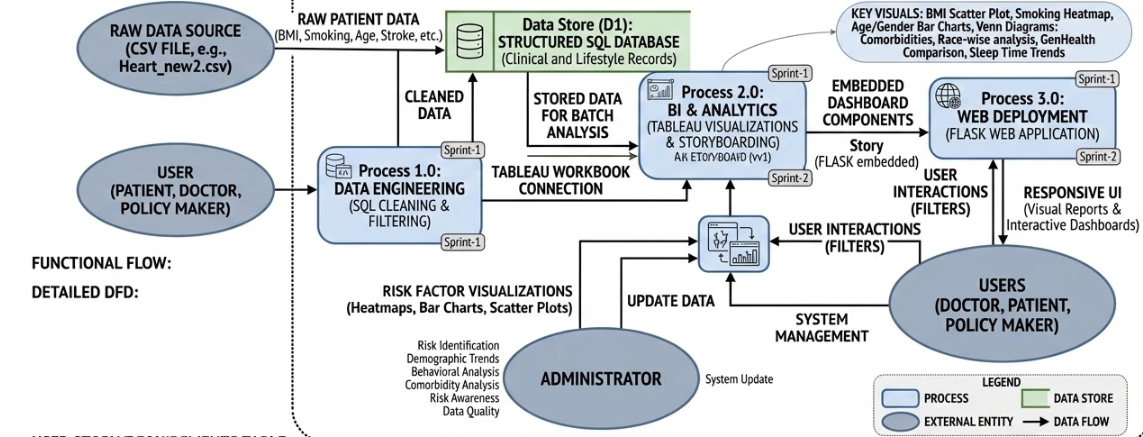 RAW DATA SOURCE
(CSV FILE, e.g.,
Heart_new2.csv)
RAW PATIENT DATA
(BMI, Smoking, Age, Stroke, etc.)
Data Store (D1):
STRUCTURED SQL DATABASE
(Clinical and Lifestyle Records)
KEY VISUALS: BMI Scatter Plot, Smoking Heatmap,
Age/Gender Bar Charts, Venn Diagrams:
Comorbidities, Race-wise analysis, GenHealth
Comparison, Sleep Time Trends
CLEANED
DATA
STORED DATA
FOR BATCH
ANALYSIS
Sprint-1
Process 2.0:
BI & ANALYTICS
(TABLEAU VISUALIZATIONS
& STORYBOARDING)
Sprint-2
EMBEDDED
DASHBOARD
COMPONENTS
Story
(FLASK embedded)
Sprint-1
Process 3.0:
WEB DEPLOYMENT
(FLASK WEB APPLICATION)
Sprint-2
USER
(PATIENT, DOCTOR,
POLICY MAKER)
Sprint-1
Process 1.0:
DATA ENGINEERING
(SQL CLEANING &
FILTERING)
Sprint-1
TABLEAU WORKBOOK
CONNECTION
USER
INTERACTIONS
(FILTERS)
RESPONSIVE UI
(Visual Reports &
Interactive Dashboards)
USER INTERACTIONS
(FILTERS)
FUNCTIONAL FLOW:
DETAILED DFD:
RISK FACTOR VISUALIZATIONS
(Heatmaps, Bar Charts, Scatter Plots)
UPDATE DATA
SYSTEM
MANAGEMENT
USERS
(DOCTOR, PATIENT,
POLICY MAKER)
Risk Identification
Demographic Trends
Behavioral Analysis
Comorbidity Analysis
Risk Awareness
Data Quality
ADMINISTRATOR
System Update
LEGEND
PROCESS
DATA STORE
EXTERNAL ENTITY
DATA FLOW